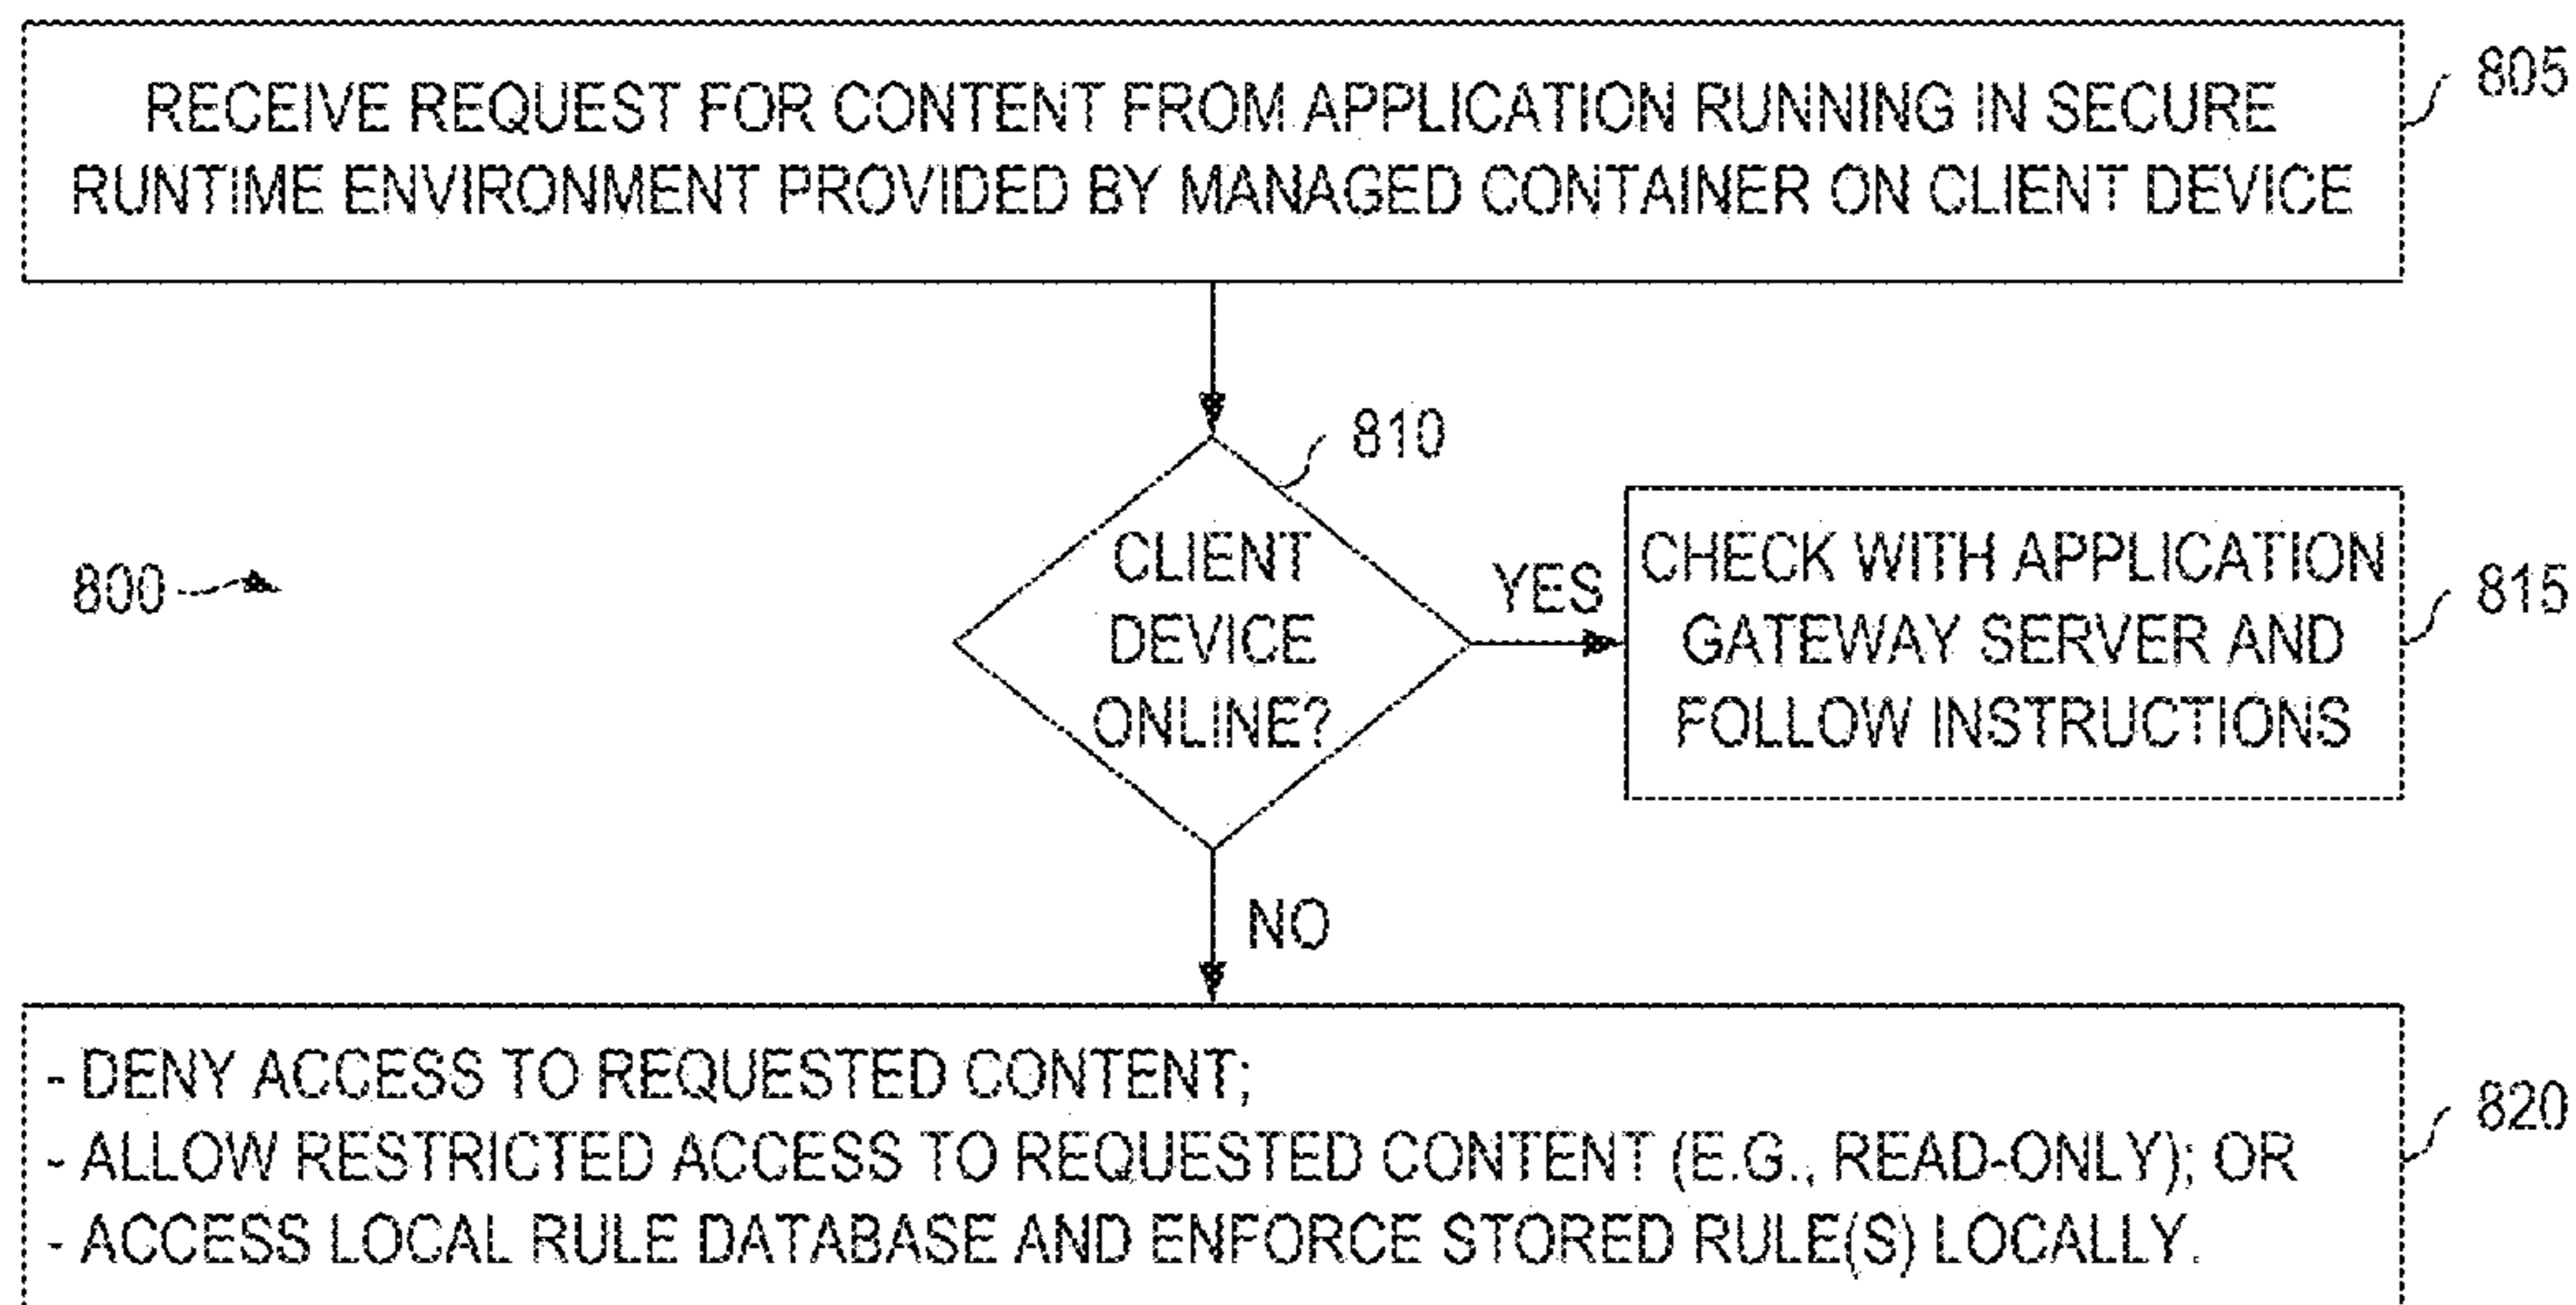 RECEIVE REQUEST FOR CONTENT FROM APPLICATION RUNNING IN SECURE
RUNTIME ENVIRONMENT PROVIDED BY MANAGED CONTAINER ON CLIENT DEVICE
805
810
CLIENT
DEVICE
ONLINE?
YES
CHECK WITH APPLICATION
GATEWAY SERVER AND
FOLLOW INSTRUCTIONS
815
800
NO
- DENY ACCESS TO REQUESTED CONTENT;
- ALLOW RESTRICTED ACCESS TO REQUESTED CONTENT (E.G., READ-ONLY); OR
- ACCESS LOCAL RULE DATABASE AND ENFORCE STORED RULE(S) LOCALLY.
820